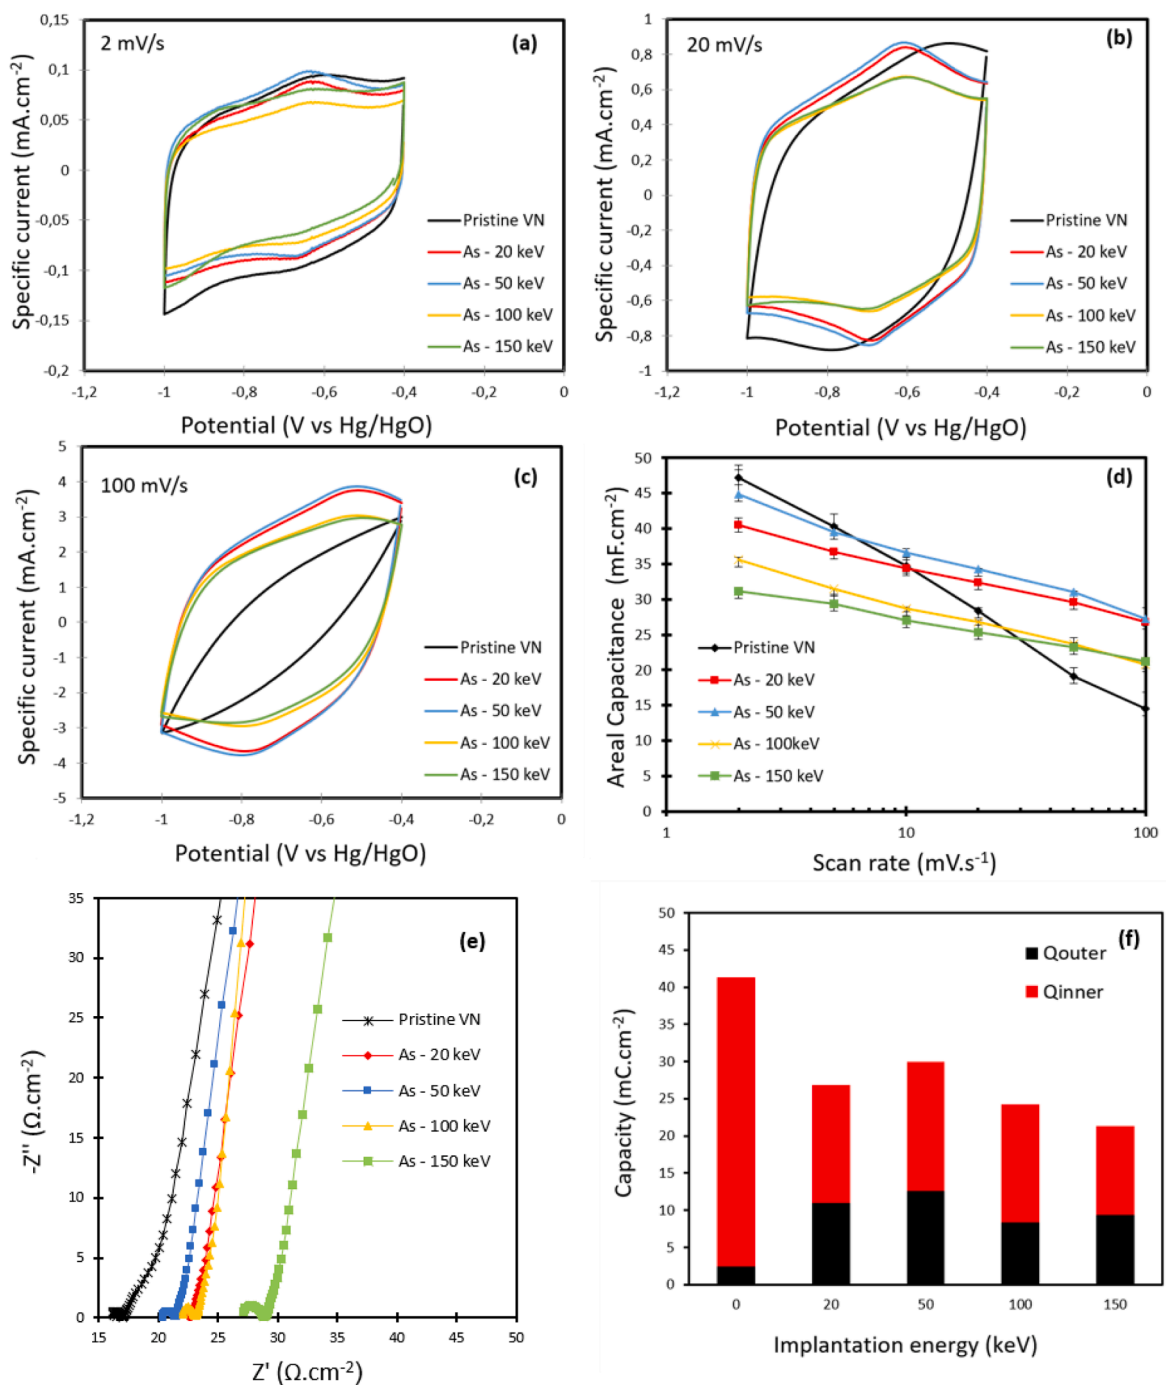 2 mV/s
(a)
0,15
0,1
0,05
0
-0,05
-0,1
-0,15
-0,2
-1,2
-1
-0,8
-0,6
-0,4
-0,2
0
Specific current (mA.cm-2)
Potential (V vs Hg/HgO)
Pristine VN
As - 20 keV
As - 50 keV
As - 100 keV
As - 150 keV
20 mV/s
(b)
1
0,8
0,6
0,4
0,2
0
-0,2
-0,4
-0,6
-0,8
-1
-1,2
-1
-0,8
-0,6
-0,4
-0,2
0
Specific current (mA.cm-2)
Potential (V vs Hg/HgO)
Pristine VN
As - 20 keV
As - 50 keV
As - 100 keV
As - 150 keV
100 mV/s
(c)
5
4
3
2
1
0
-1
-2
-3
-4
-5
-1,2
-1
-0,8
-0,6
-0,4
-0,2
0
Specific current (mA.cm-2)
Potential (V vs Hg/HgO)
Pristine VN
As - 20 keV
As - 50 keV
As - 100 keV
As - 150 keV
(d)
50
45
40
35
30
25
20
15
10
5
0
1
10
100
Areal Capacitance (mF.cm-2)
Scan rate (mV.s-1)
Pristine VN
As - 20 keV
As - 50 keV
As - 100keV
As - 150 keV
(e)
35
30
25
20
15
10
5
0
15
20
25
30
35
40
45
50
-Z'' (Ω.cm-2)
Z' (Ω.cm-2)
Pristine VN
As - 20 keV
As - 50 keV
As - 100 keV
As - 150 keV
(f)
50
45
40
35
30
25
20
15
10
5
0
0
20
50
100
150
Capacity (mC.cm-2)
Implantation energy (keV)
Qouter
Qinner